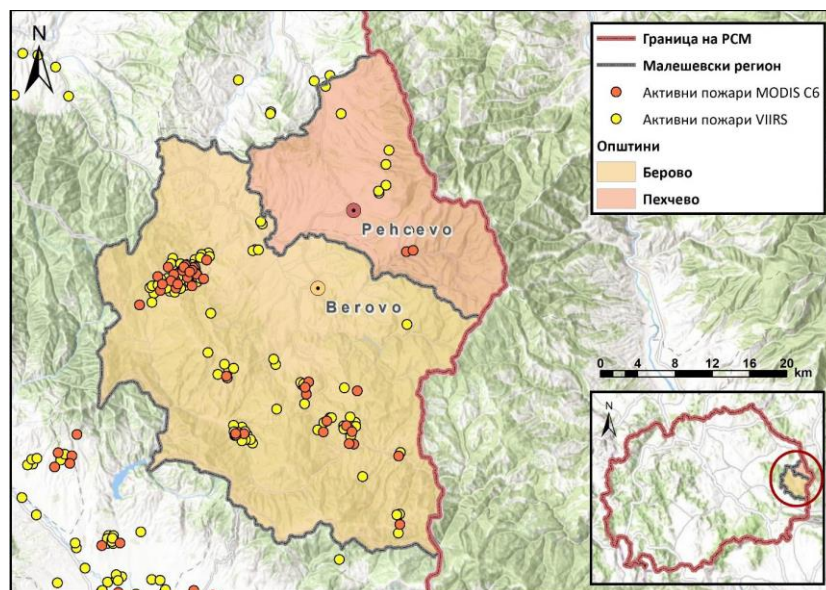 N
Граница на РСМ
Малешевски регион
Активни пожари MODIS C6
Активни пожари VIIRS
Општини
Берово
Пехчево
Pehcevo
Berovo
0 4 8 12 16 20
km
N